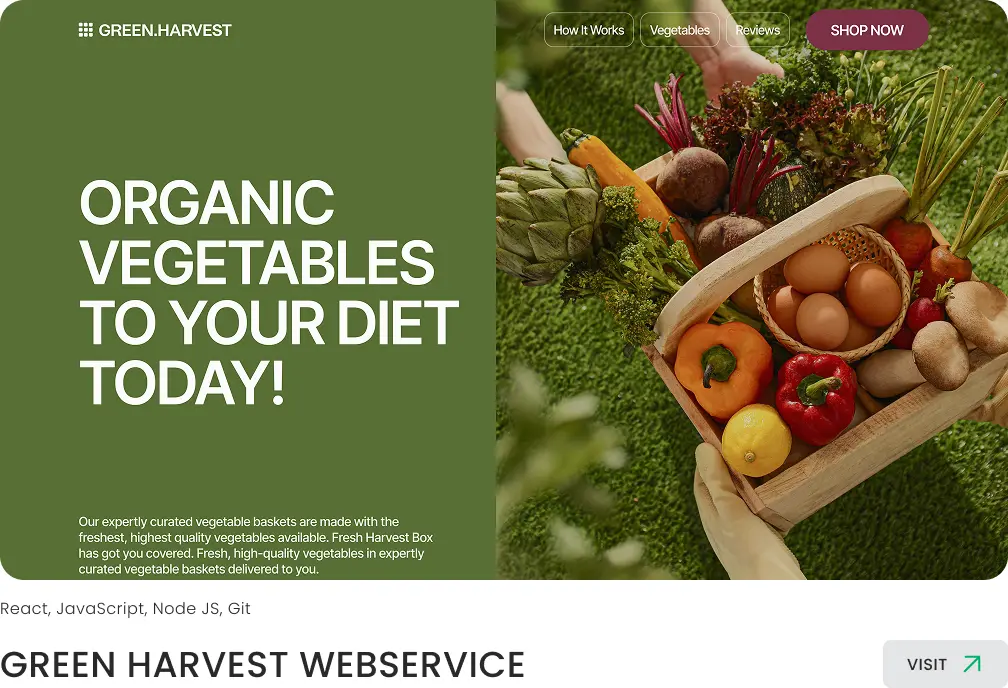 GREEN.HARVEST
How It Works
Vegetables
Reviews
SHOP NOW
ORGANIC
VEGETABLES
TO YOUR DIET
TODAY!
Our expertly curated vegetable baskets are made with the
freshest, highest quality vegetables available. Fresh Harvest Box
has got you covered. Fresh, high-quality vegetables in expertly
curated vegetable baskets delivered to you.
React, JavaScript, Node JS, Git
GREEN HARVEST WEBSERVICE
VISIT